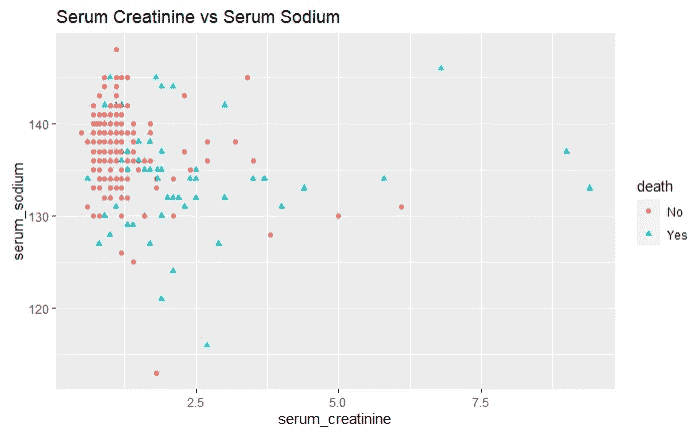 Serum Creatinine vs Serum Sodium
serum_sodium
140
130
120
2.5
5.0
7.5
serum_creatinine
death
No
Yes